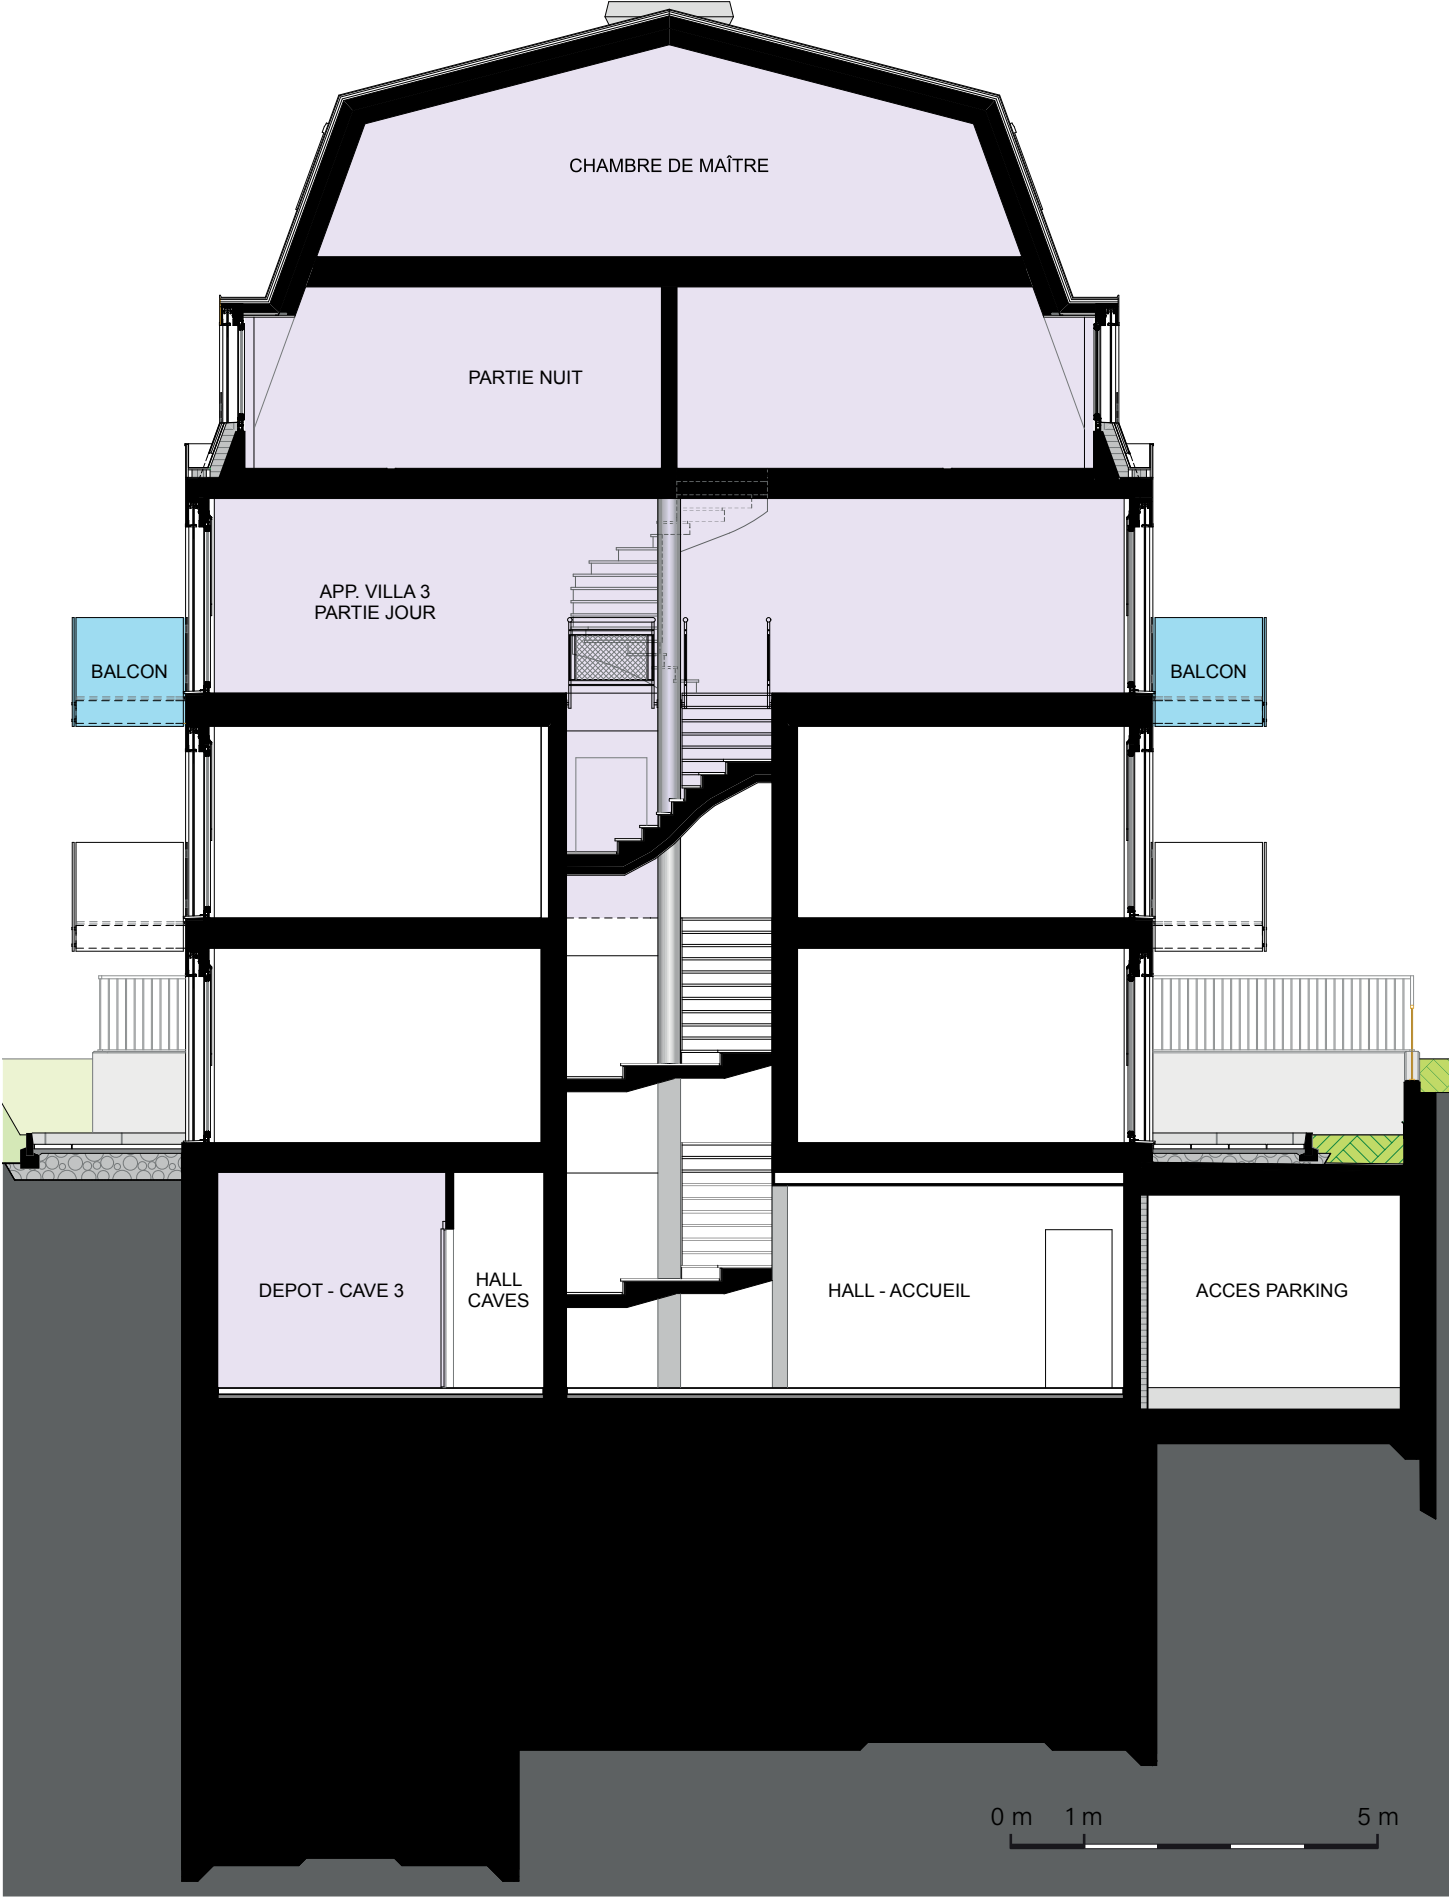 CHAMBRE DE MAÎTRE
PARTIE NUIT
APP. VILLA 3
PARTIE JOUR
BALCON
BALCON
DEPOT - CAVE 3
HALL
CAVES
HALL - ACCUEIL
ACCES PARKING
0 m 1 m 5 m